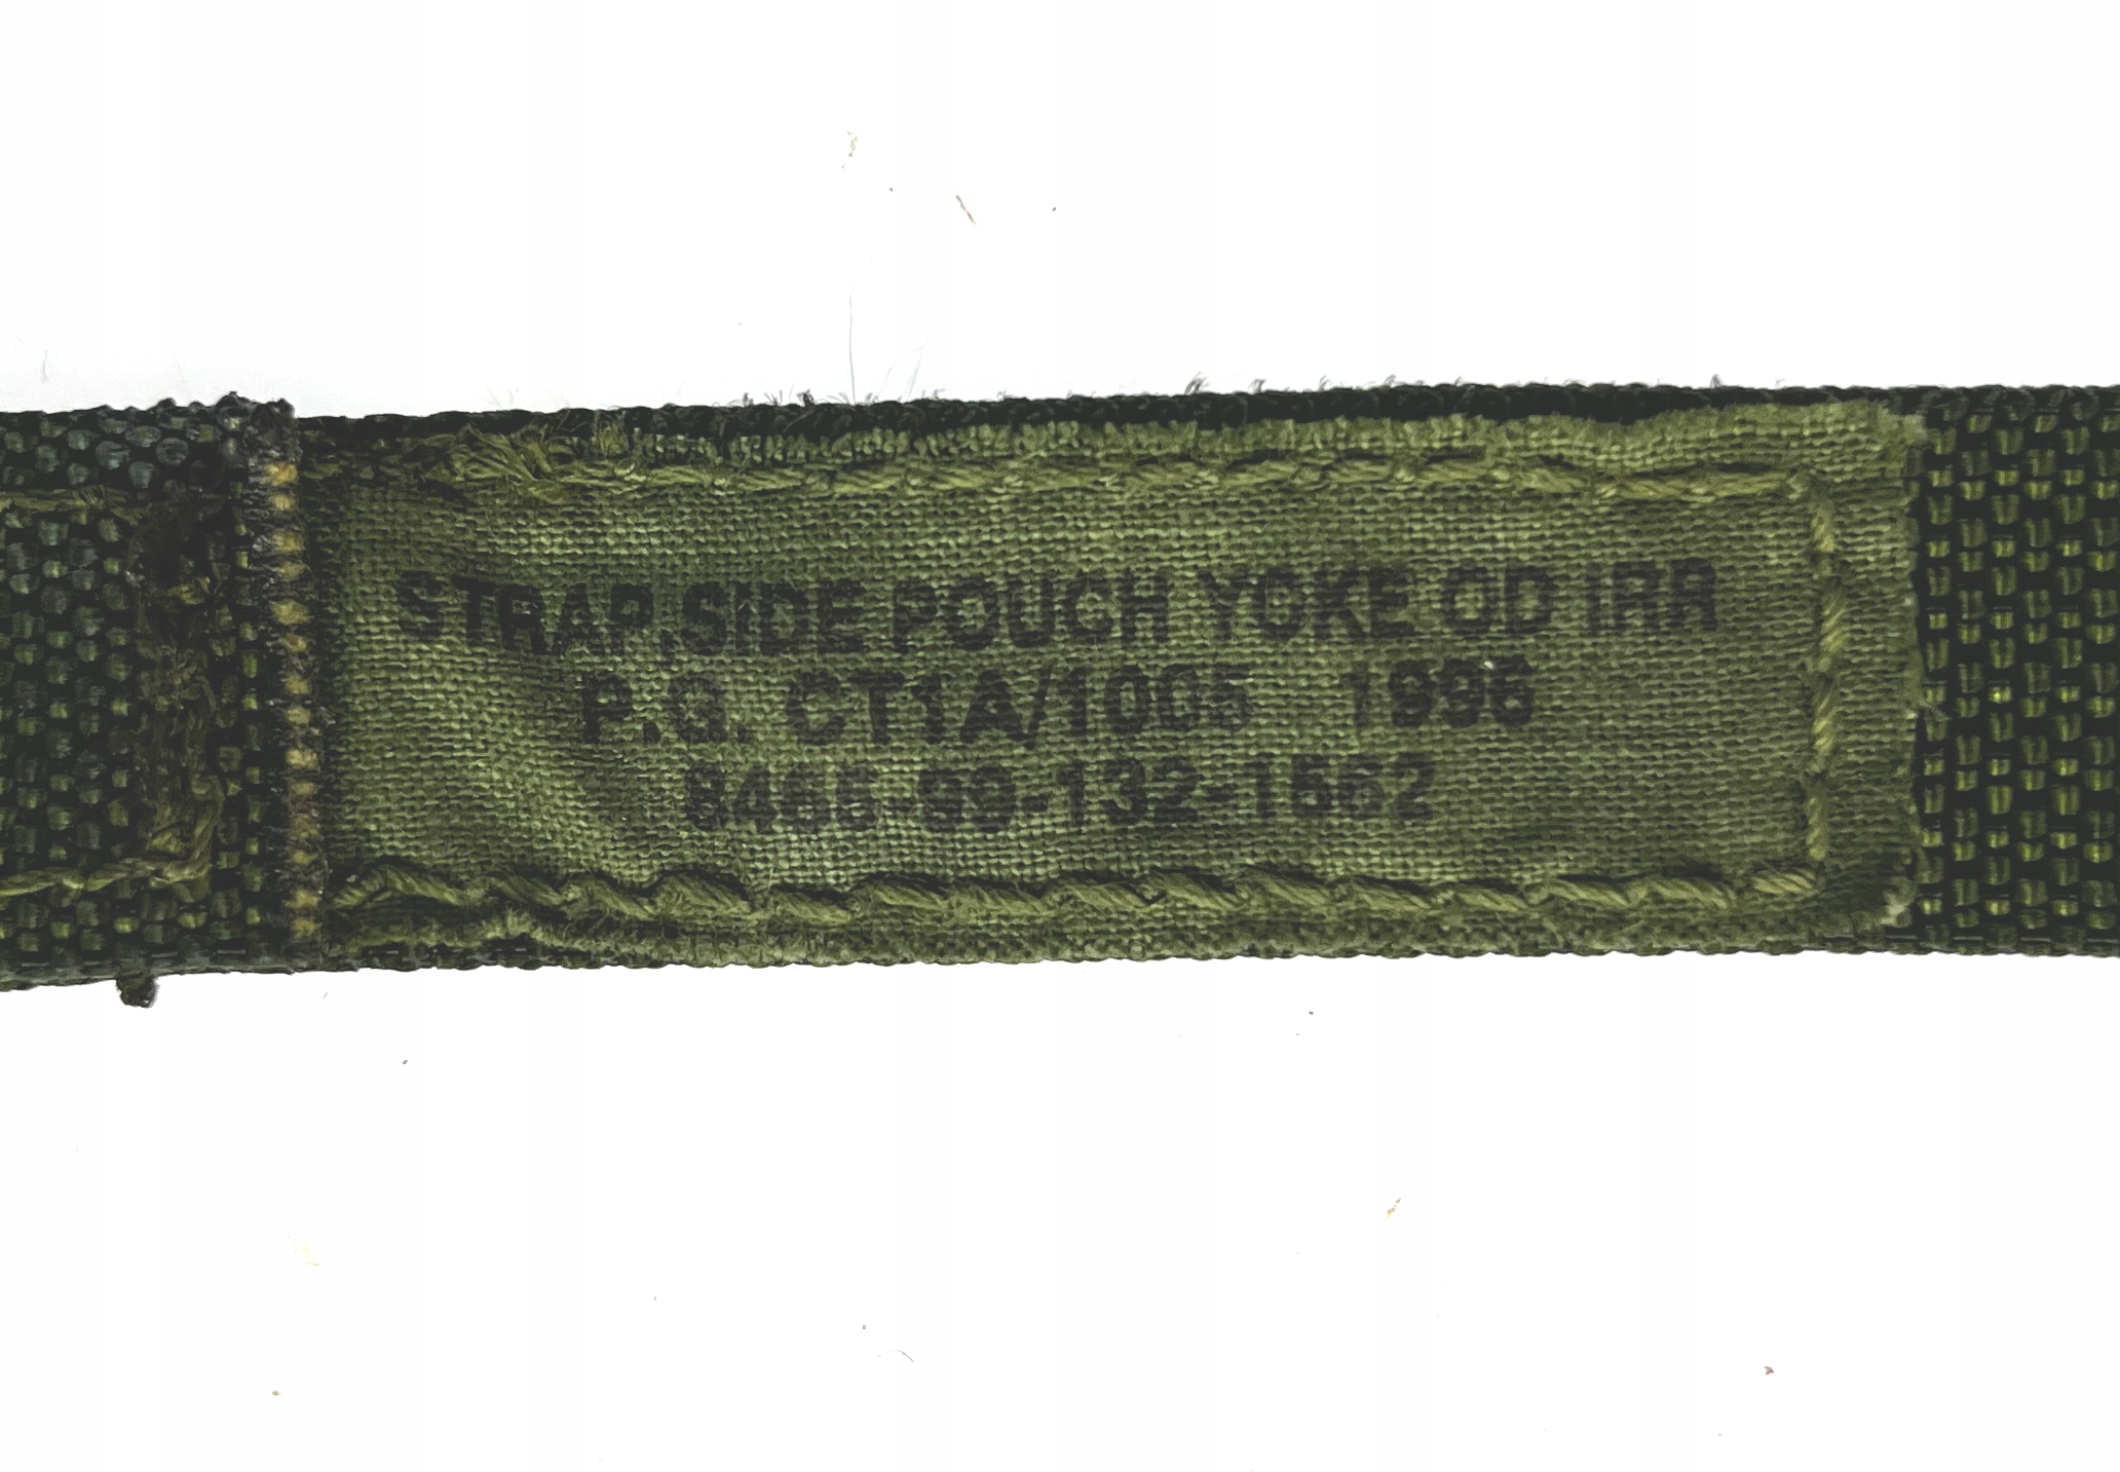 STRAP,SIDE POUCH YOKE OD IRR
P.G. CT1A/1005 1996
8465-99-132-1562